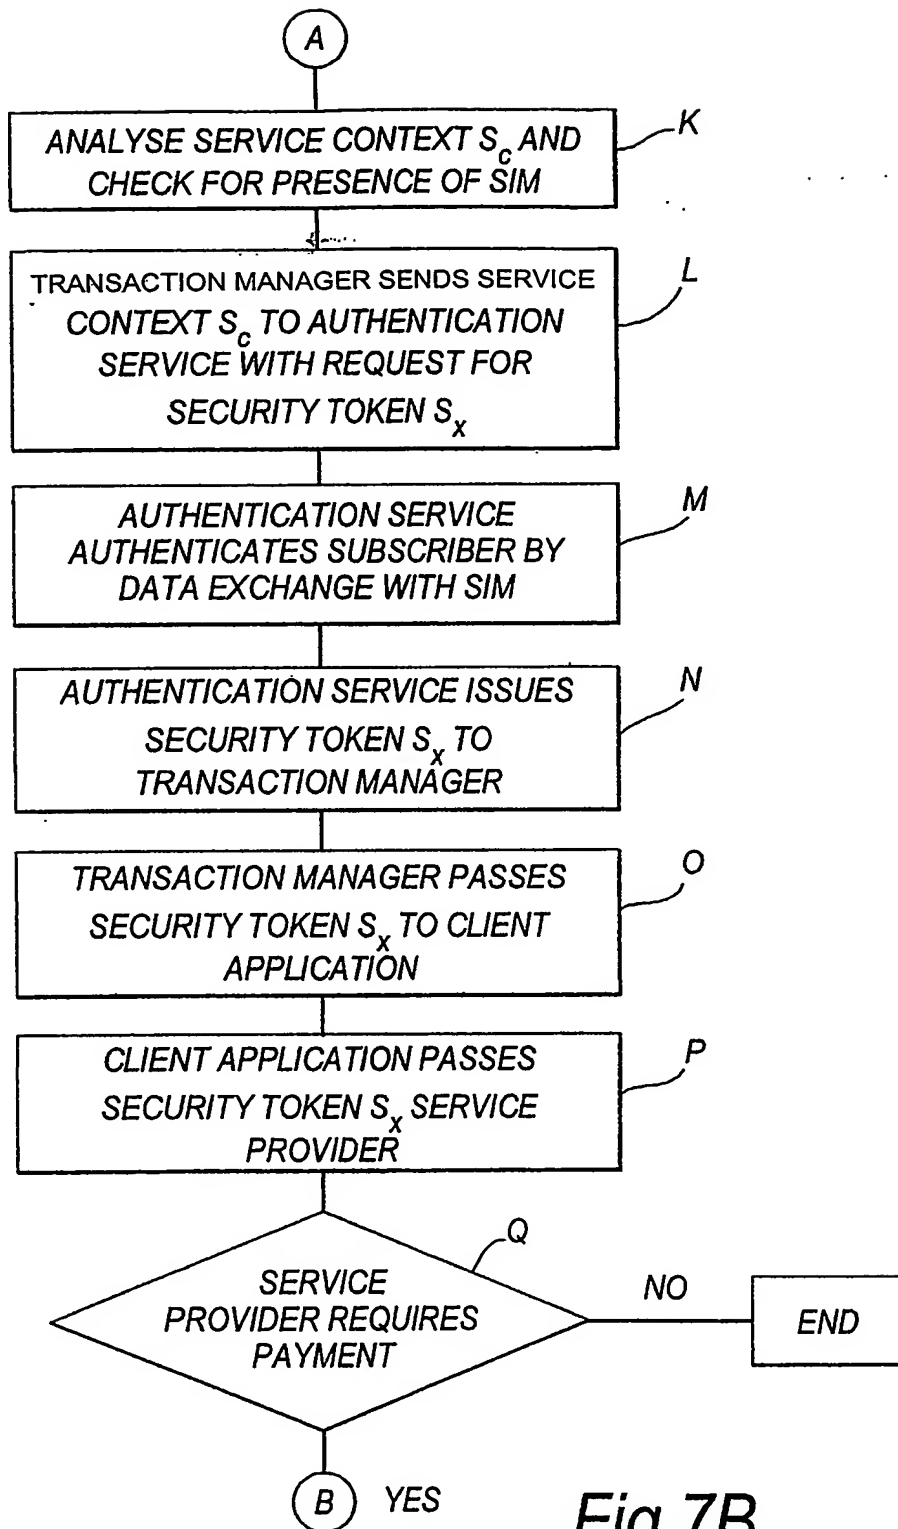 A
ANALYSE SERVICE CONTEXT Sc AND
CHECK FOR PRESENCE OF SIM
K
TRANSACTION MANAGER SENDS SERVICE
CONTEXT Sc TO AUTHENTICATION
SERVICE WITH REQUEST FOR
SECURITY TOKEN Sx
L
AUTHENTICATION SERVICE
AUTHENTICATES SUBSCRIBER BY
DATA EXCHANGE WITH SIM
M
AUTHENTICATION SERVICE ISSUES
SECURITY TOKEN Sx TO
TRANSACTION MANAGER
N
TRANSACTION MANAGER PASSES
SECURITY TOKEN Sx TO CLIENT
APPLICATION
O
CLIENT APPLICATION PASSES
SECURITY TOKEN Sx SERVICE
PROVIDER
P
SERVICE
PROVIDER REQUIRES
PAYMENT
Q
NO
END
B
YES
Fig.7B